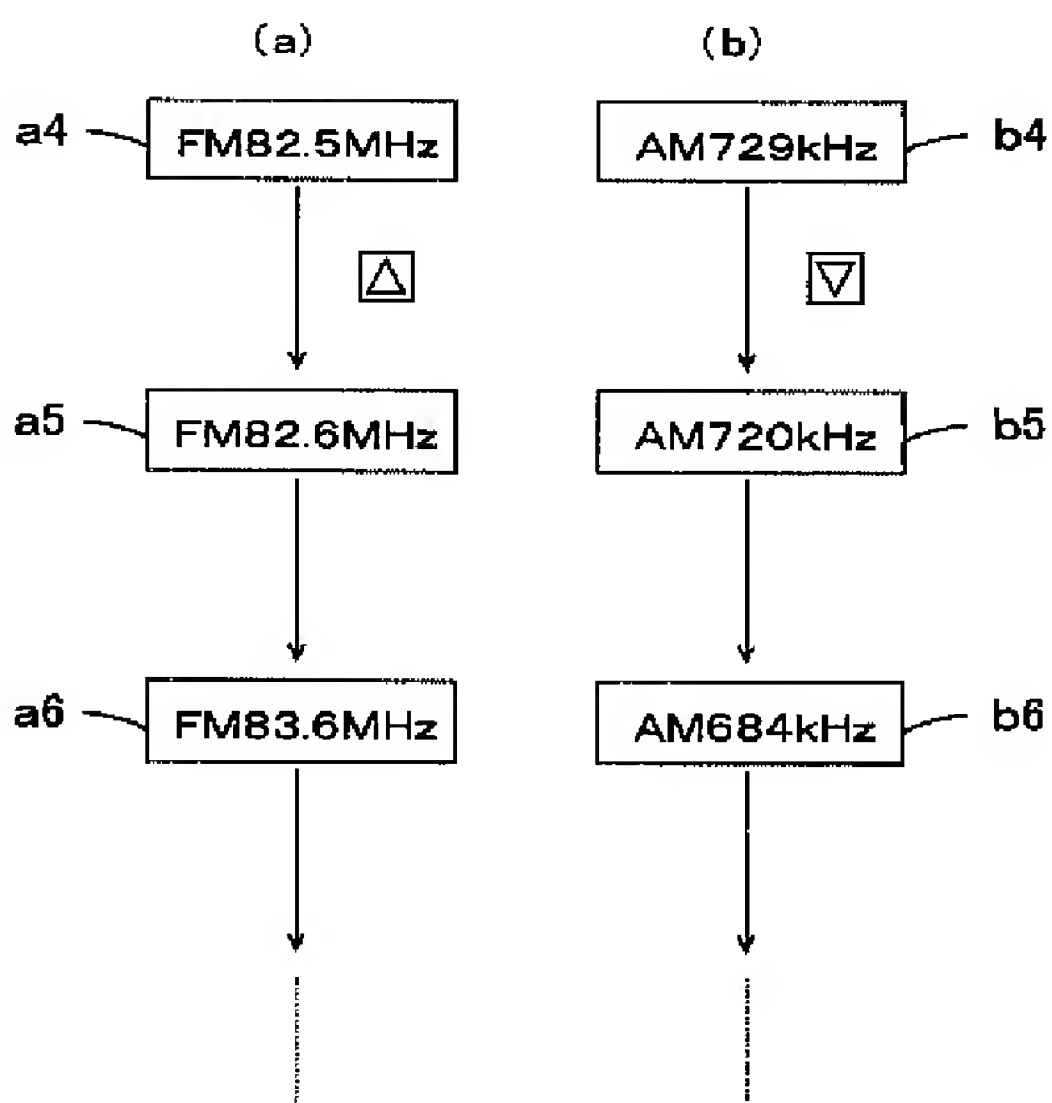 (a)
(b)
a4
FM82.5MHz
AM729kHz
b4
△
▽
a5
FM82.6MHz
AM720kHz
b5
a6
FM83.6MHz
AM684kHz
b6